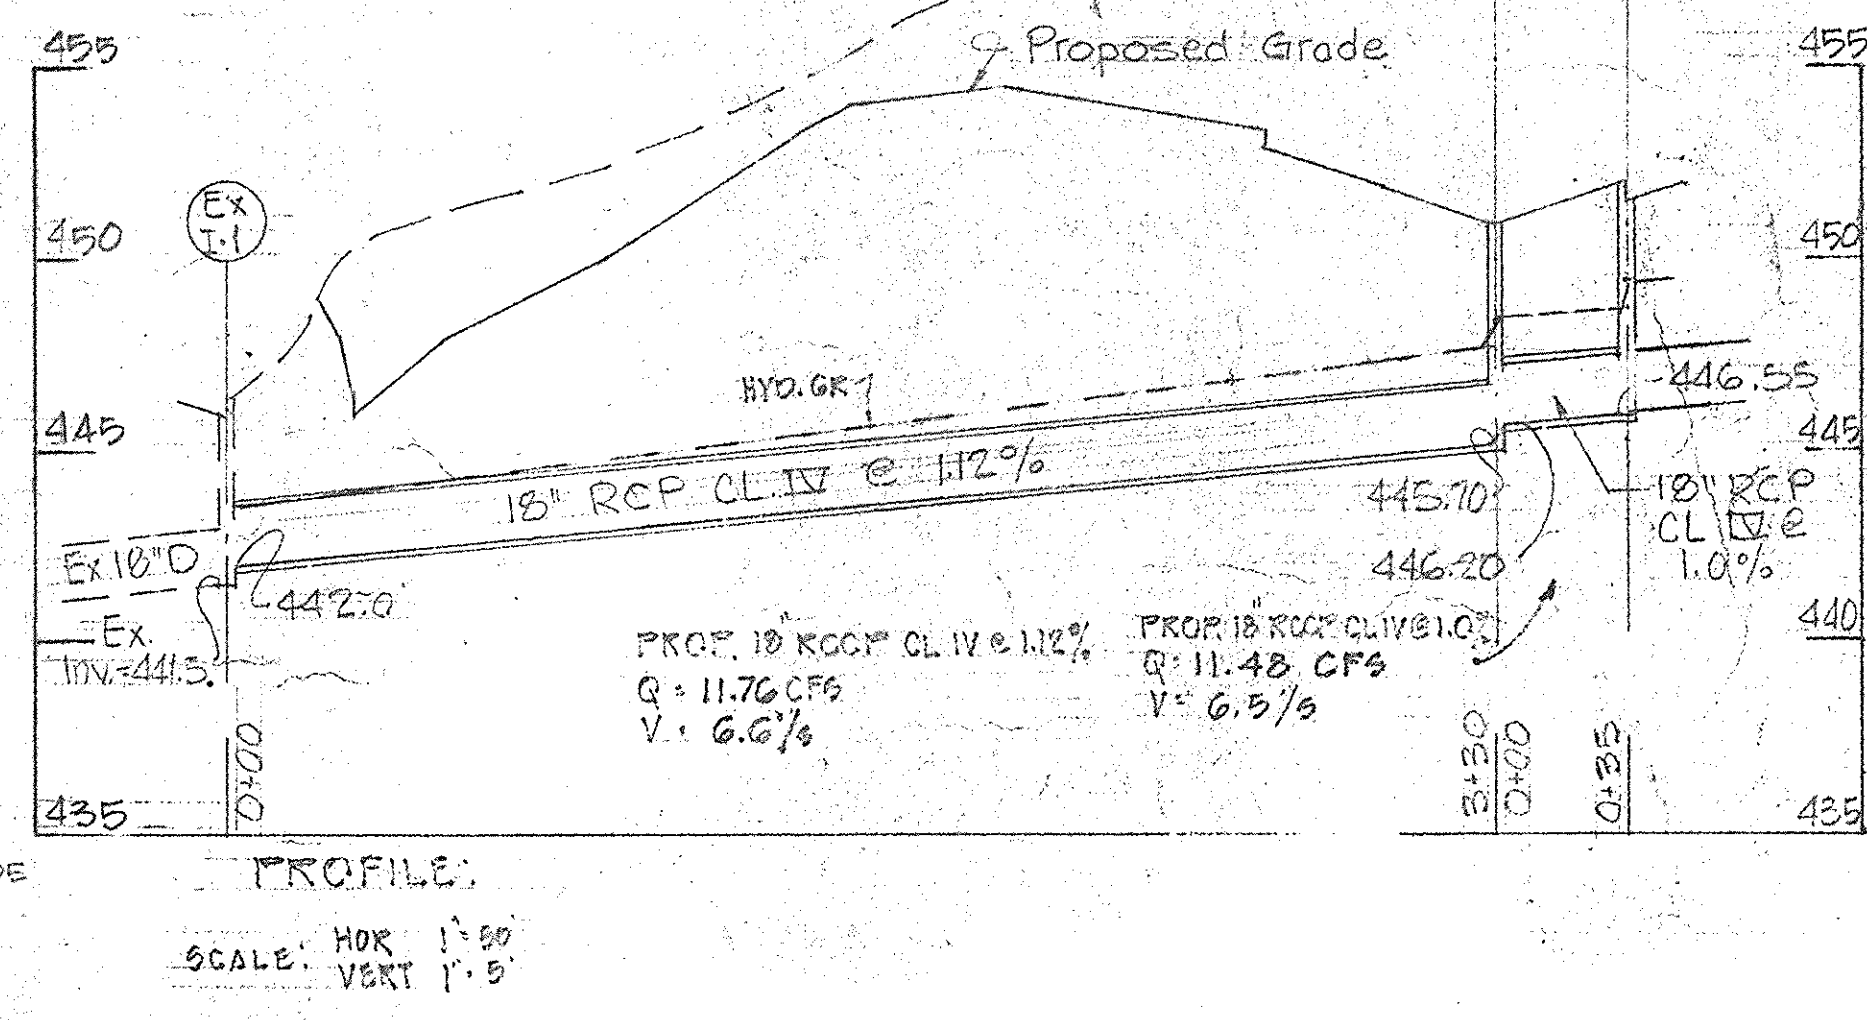 455
Proposed Grade
455
Ex
I-1
450
450
HYD. GR
446.55
445
445
18" RCP CL. IV @ 1.12%
445.70
18" RCP
CL IV @
1.0%
Ex 18"D
446.20
442.0
440
Ex.
Inv.=441.5
PROP. 18" RCCP CL. IV @ 1.12%
Q = 11.76 CFS
V = 6.6'/s
PROP. 18" RCCP CL IV @ 1.0%
Q = 11.48 CFS
V = 6.5'/s
0+00
3+30
0+00
0+35
435
435
PROFILE:
SCALE: HOR 1"=50'
VERT 1"=5'